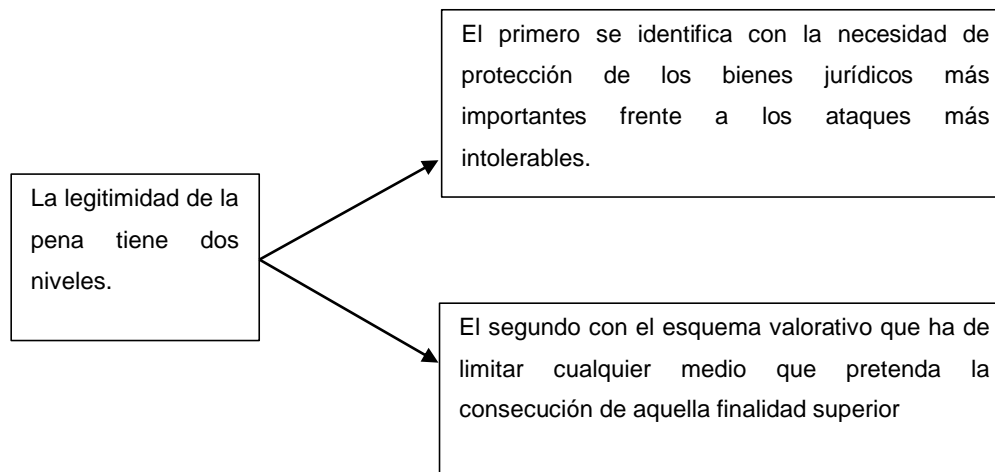 El primero se identifica con la necesidad de
protección de los bienes jurídicos más
importantes frente a los ataques más
intolerables.
La legitimidad de la
pena tiene dos
niveles.
El segundo con el esquema valorativo que ha de
limitar cualquier medio que pretenda la
consecución de aquella finalidad superior